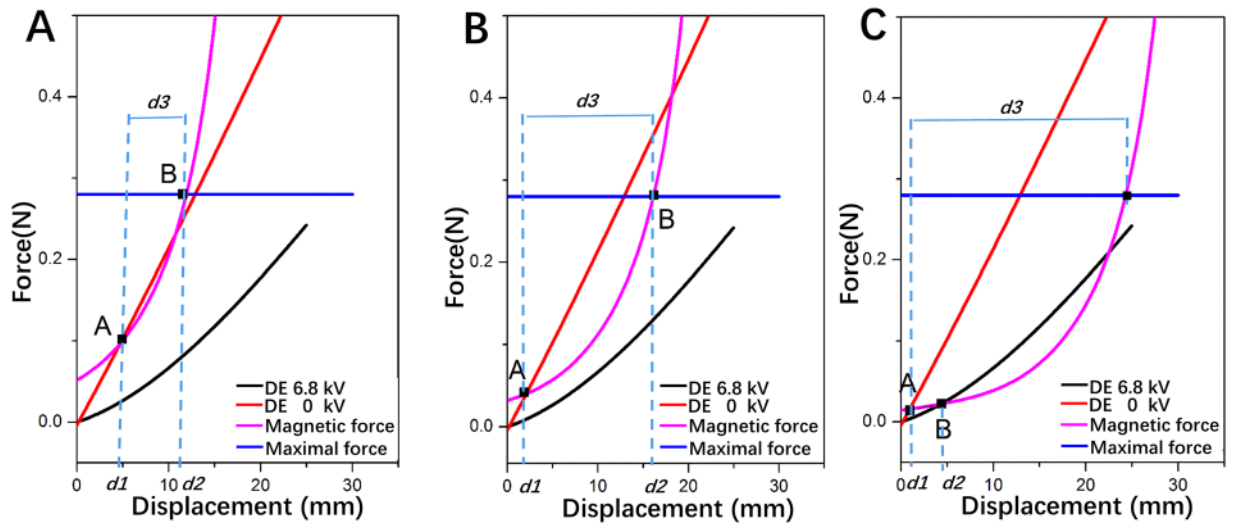 A
Force(N)
0.4
0.2
0.0
d3
B
A
DE 6.8 kV
DE 0 kV
Magnetic force
Maximal force
0 d1 10 d2 20 30
Displacement (mm)
B
Force(N)
0.4
0.2
0.0
d3
B
A
DE 6.8 kV
DE 0 kV
Magnetic force
Maximal force
0 d1 10 d2 20 30
Displacement (mm)
C
Force(N)
0.4
0.2
0.0
d3
A
B
DE 6.8 kV
DE 0 kV
Magnetic force
Maximal force
0 d1 d2 10 20 30
Displacement (mm)